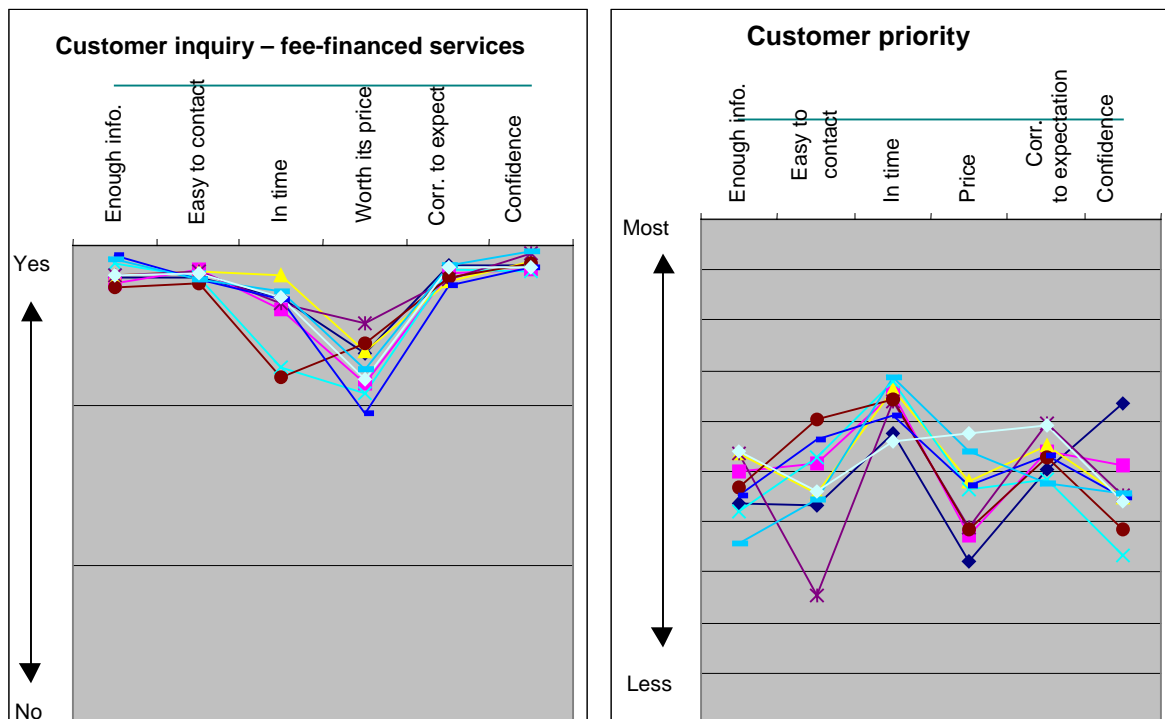 Customer inquiry – fee-financed services
Enough info.
Easy to contact
In time
Worth its price
Corr. to expect
Confidence
Yes
No
Customer priority
Enough info.
Easy to
contact
In time
Price
Corr.
to expectation
Confidence
Most
Less